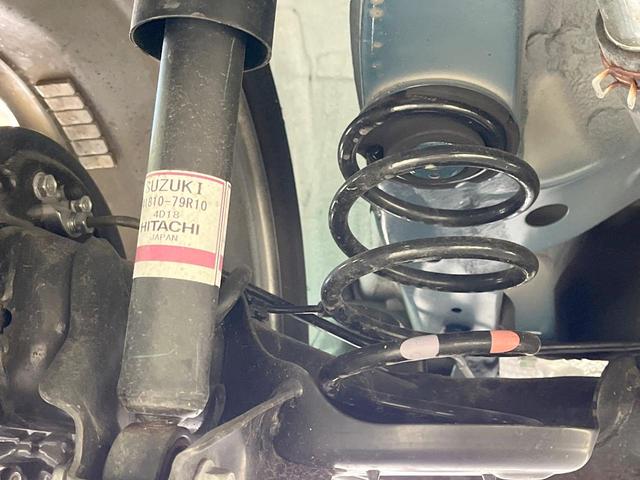 SUZUKI
41810-79R10
4D18
HITACHI
JAPAN